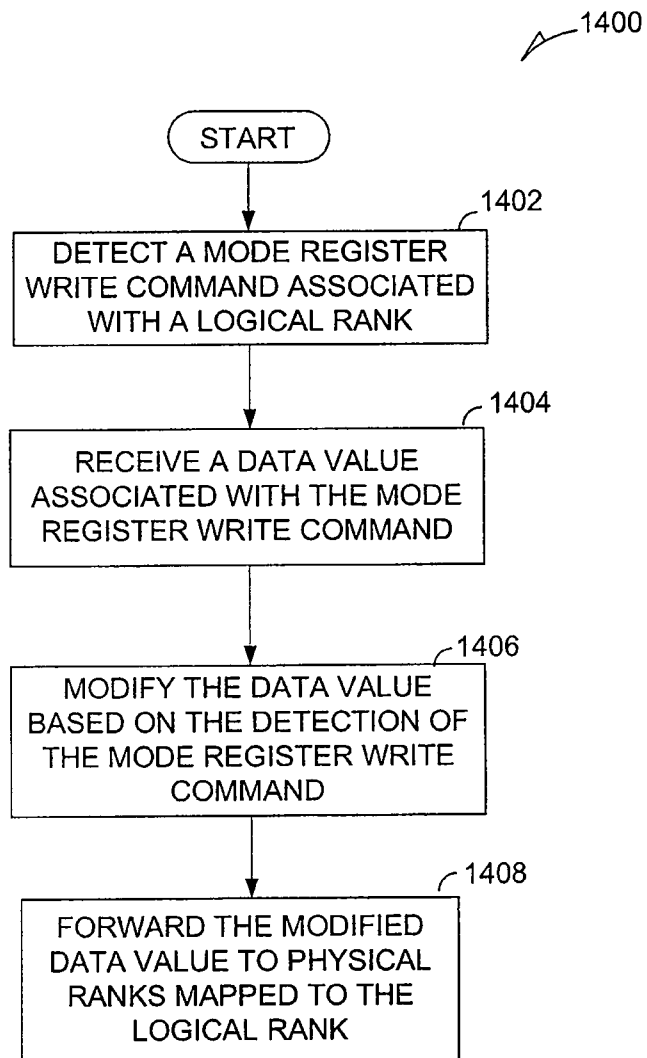 1400
START
1402
DETECT A MODE REGISTER
WRITE COMMAND ASSOCIATED
WITH A LOGICAL RANK
1404
RECEIVE A DATA VALUE
ASSOCIATED WITH THE MODE
REGISTER WRITE COMMAND
1406
MODIFY THE DATA VALUE
BASED ON THE DETECTION OF
THE MODE REGISTER WRITE
COMMAND
1408
FORWARD THE MODIFIED
DATA VALUE TO PHYSICAL
RANKS MAPPED TO THE
LOGICAL RANK